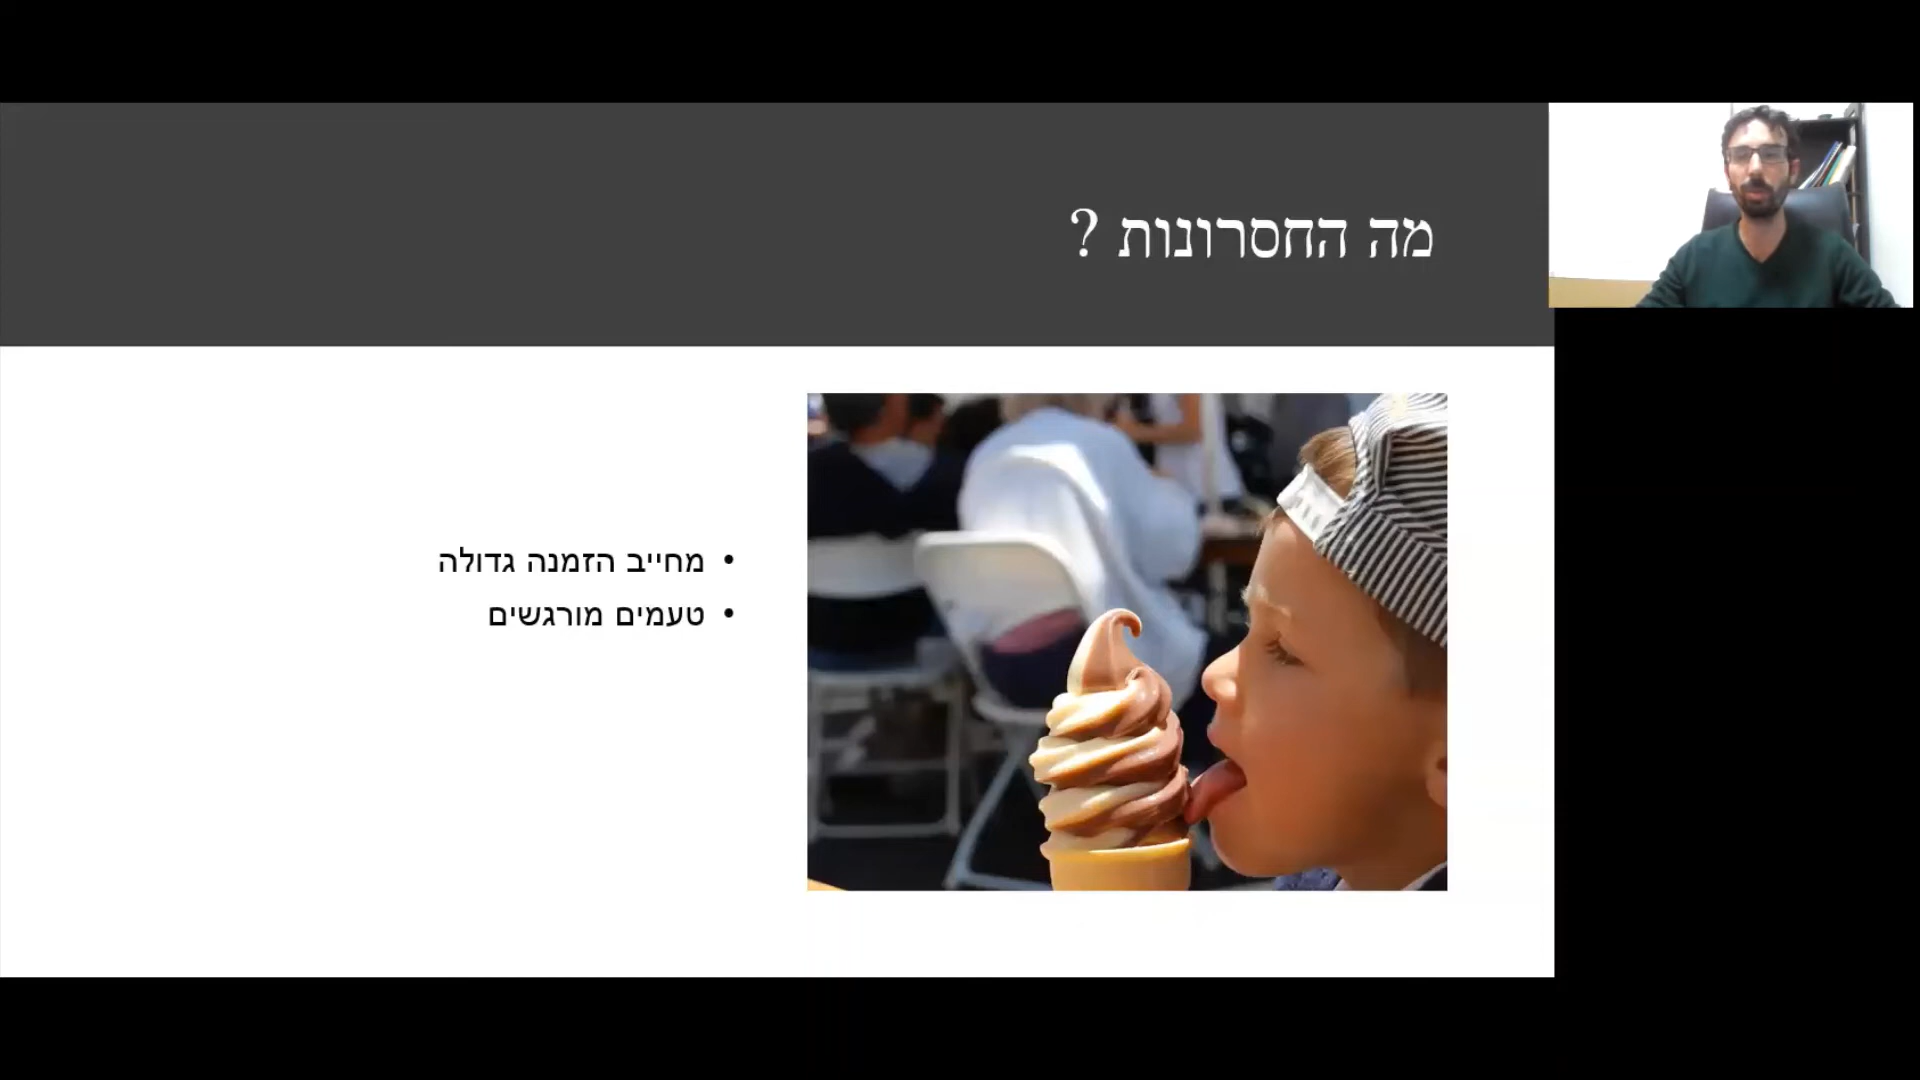 מה החסרונות ?
• מחייב הזמנה גדולה
• טעמים מורגשים